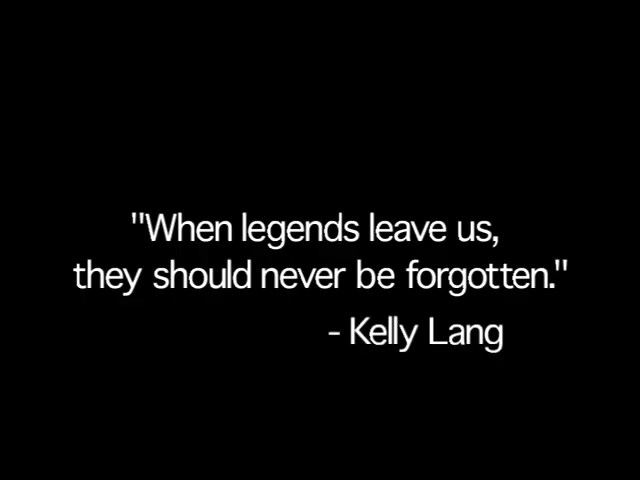 "When legends leave us,
they should never be forgotten."
- Kelly Lang